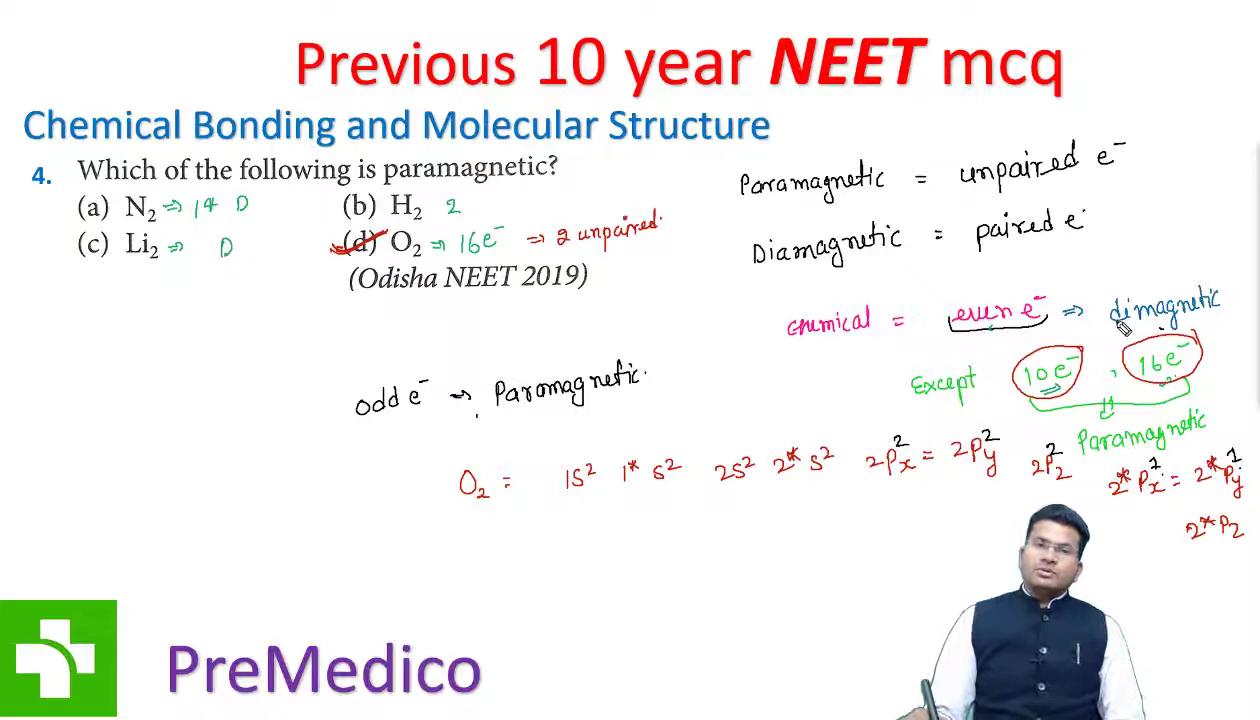 Previous 10 year NEET mcq
Chemical Bonding and Molecular Structure
4. Which of the following is paramagnetic?
(a) N₂ ⇒ 14 D (b) H₂ 2
(c) Li₂ ⇒ D (d) O₂ ⇒ 16e⁻ ⇒ 2 unpaired.
(Odisha NEET 2019)
Paramagnetic = unpaired e⁻
Diamagnetic = paired e⁻
chemical = even e⁻ ⇒ dimagnetic
Except 10e⁻, 16e⁻
Paramagnetic
odd e⁻ → Paramagnetic.
O₂ = 1s² 1*s² 2s² 2*s² 2Px² = 2Py² 2Pz² 2*Px¹ = 2*Py¹
2*Pz
PreMedico